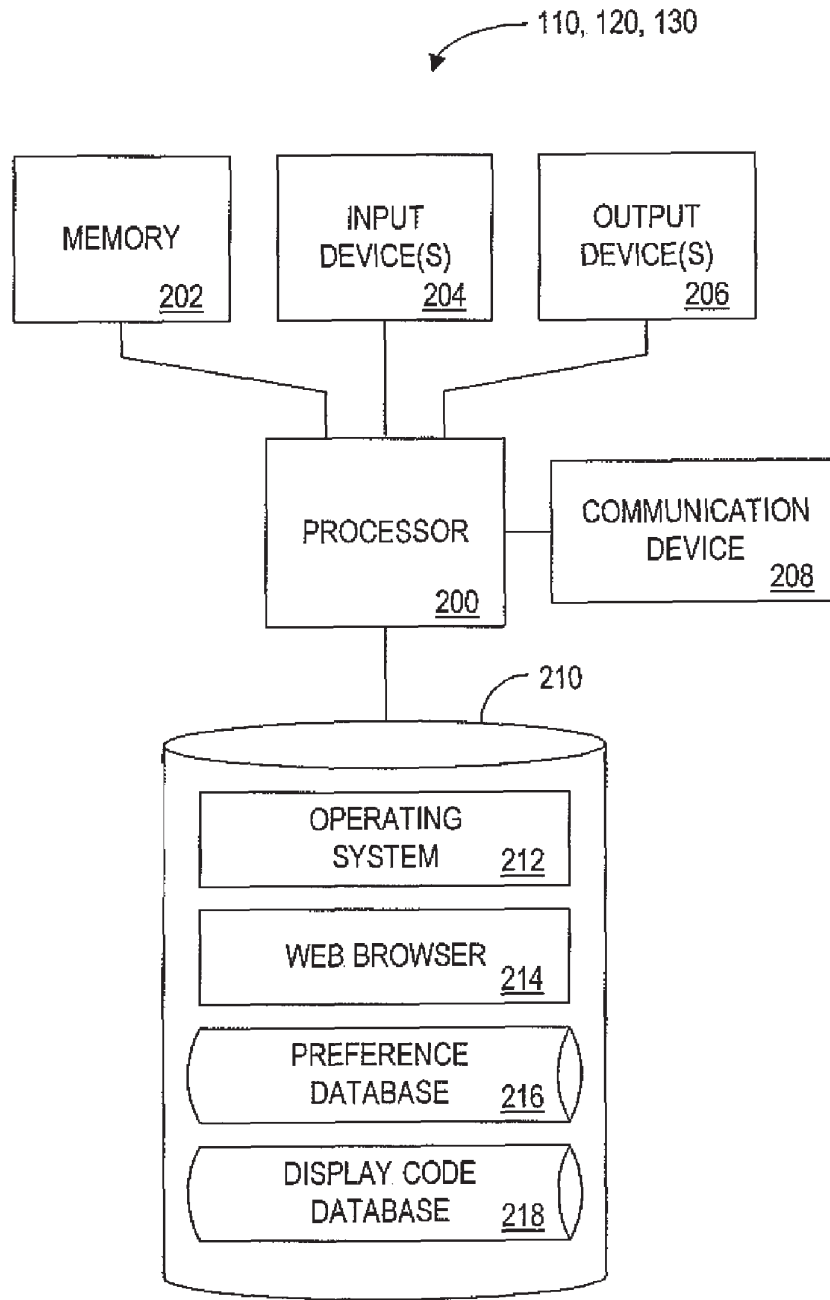 110, 120, 130
MEMORY
202
INPUT
DEVICE(S)
204
OUTPUT
DEVICE(S)
206
PROCESSOR
200
COMMUNICATION
DEVICE
208
210
OPERATING
SYSTEM
212
WEB BROWSER
214
PREFERENCE
DATABASE
216
DISPLAY CODE
DATABASE
218